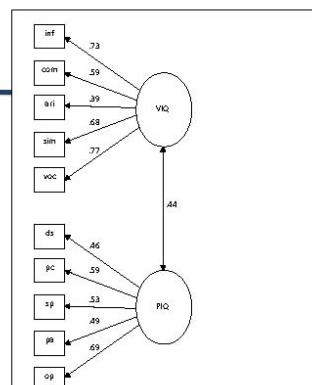 inf
.73
com
.59
ari
.39
VIQ
sim
.68
voc
.77
.44
ds
.46
pc
.59
sp
.53
PIQ
pa
.49
op
.69